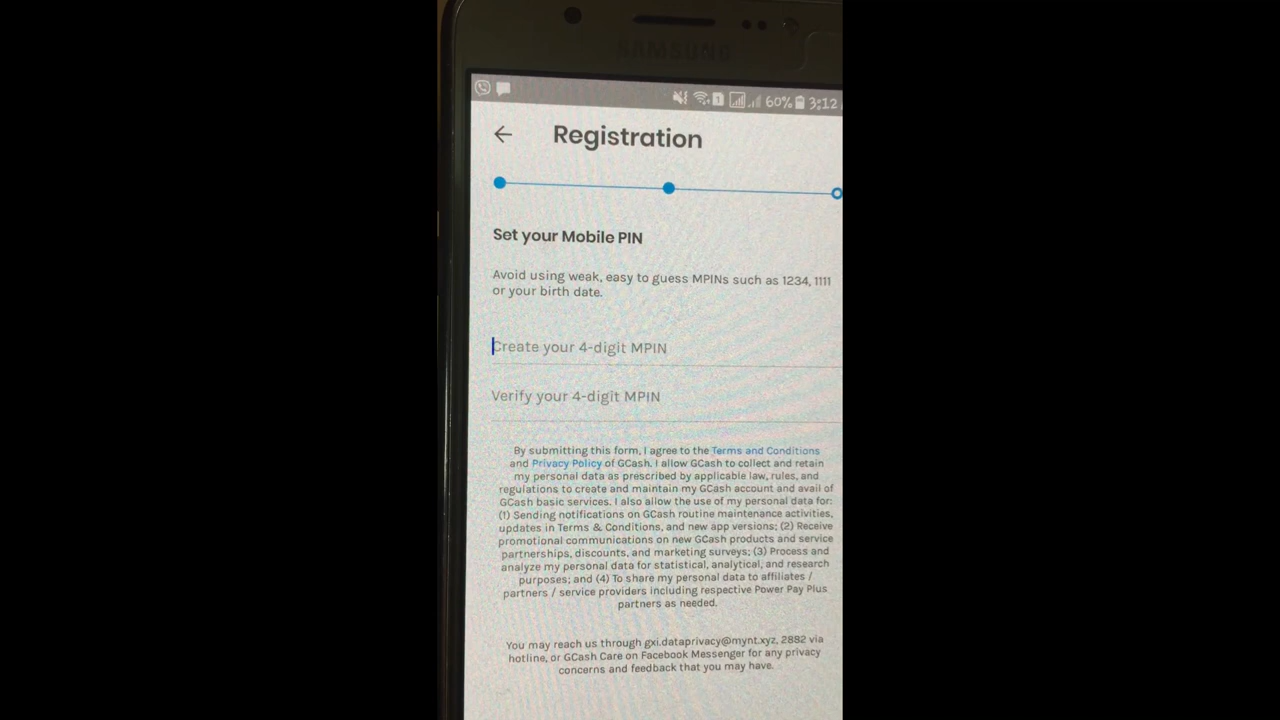 SAMSUNG
60% 3:12
Registration
Set your Mobile PIN
Avoid using weak, easy to guess MPINs such as 1234, 1111
or your birth date.
Create your 4-digit MPIN
Verify your 4-digit MPIN
By submitting this form, I agree to the Terms and Conditions
and Privacy Policy of GCash. I allow GCash to collect and retain
my personal data as prescribed by applicable law, rules, and
regulations to create and maintain my GCash account and avail of
GCash basic services. I also allow the use of my personal data for:
(1) Sending notifications on GCash routine maintenance activities,
updates in Terms & Conditions, and new app versions; (2) Receive
promotional communications on new GCash products and service
partnerships, discounts, and marketing surveys; (3) Process and
analyze my personal data for statistical, analytical, and research
purposes; and (4) To share my personal data to affiliates /
partners / service providers including respective Power Pay Plus
partners as needed.
You may reach us through gxi.dataprivacy@mynt.xyz, 2882 via
hotline, or GCash Care on Facebook Messenger for any privacy
concerns and feedback that you may have.